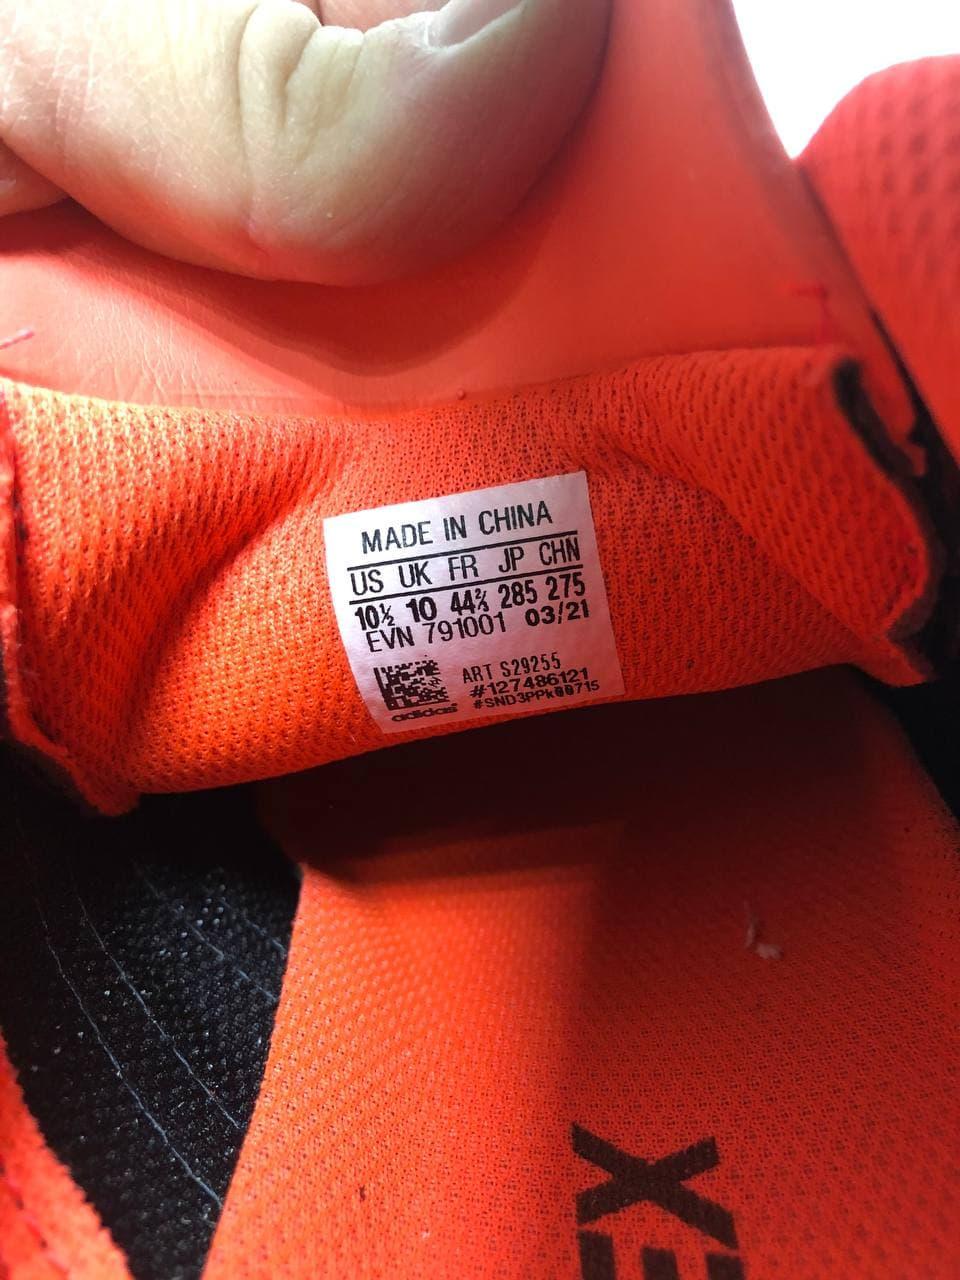 MADE IN CHINA
US UK FR JP CHN
10½ 10 44⅔ 285 275
EVN 791001 03/21
ART S29255
#127486121
#SND3PPk00715
adidas
EX